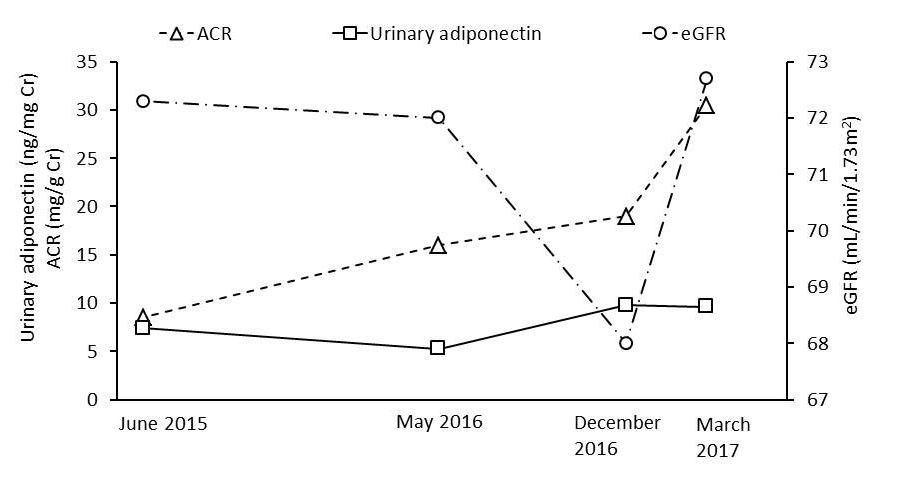 ACR Urinary adiponectin eGFR
Urinary adiponectin (ng/mg Cr)
ACR (mg/g Cr)
35
30
25
20
15
10
5
0
73
72
71
70
69
68
67
eGFR (mL/min/1.73m²)
June 2015
May 2016
December
2016
March
2017